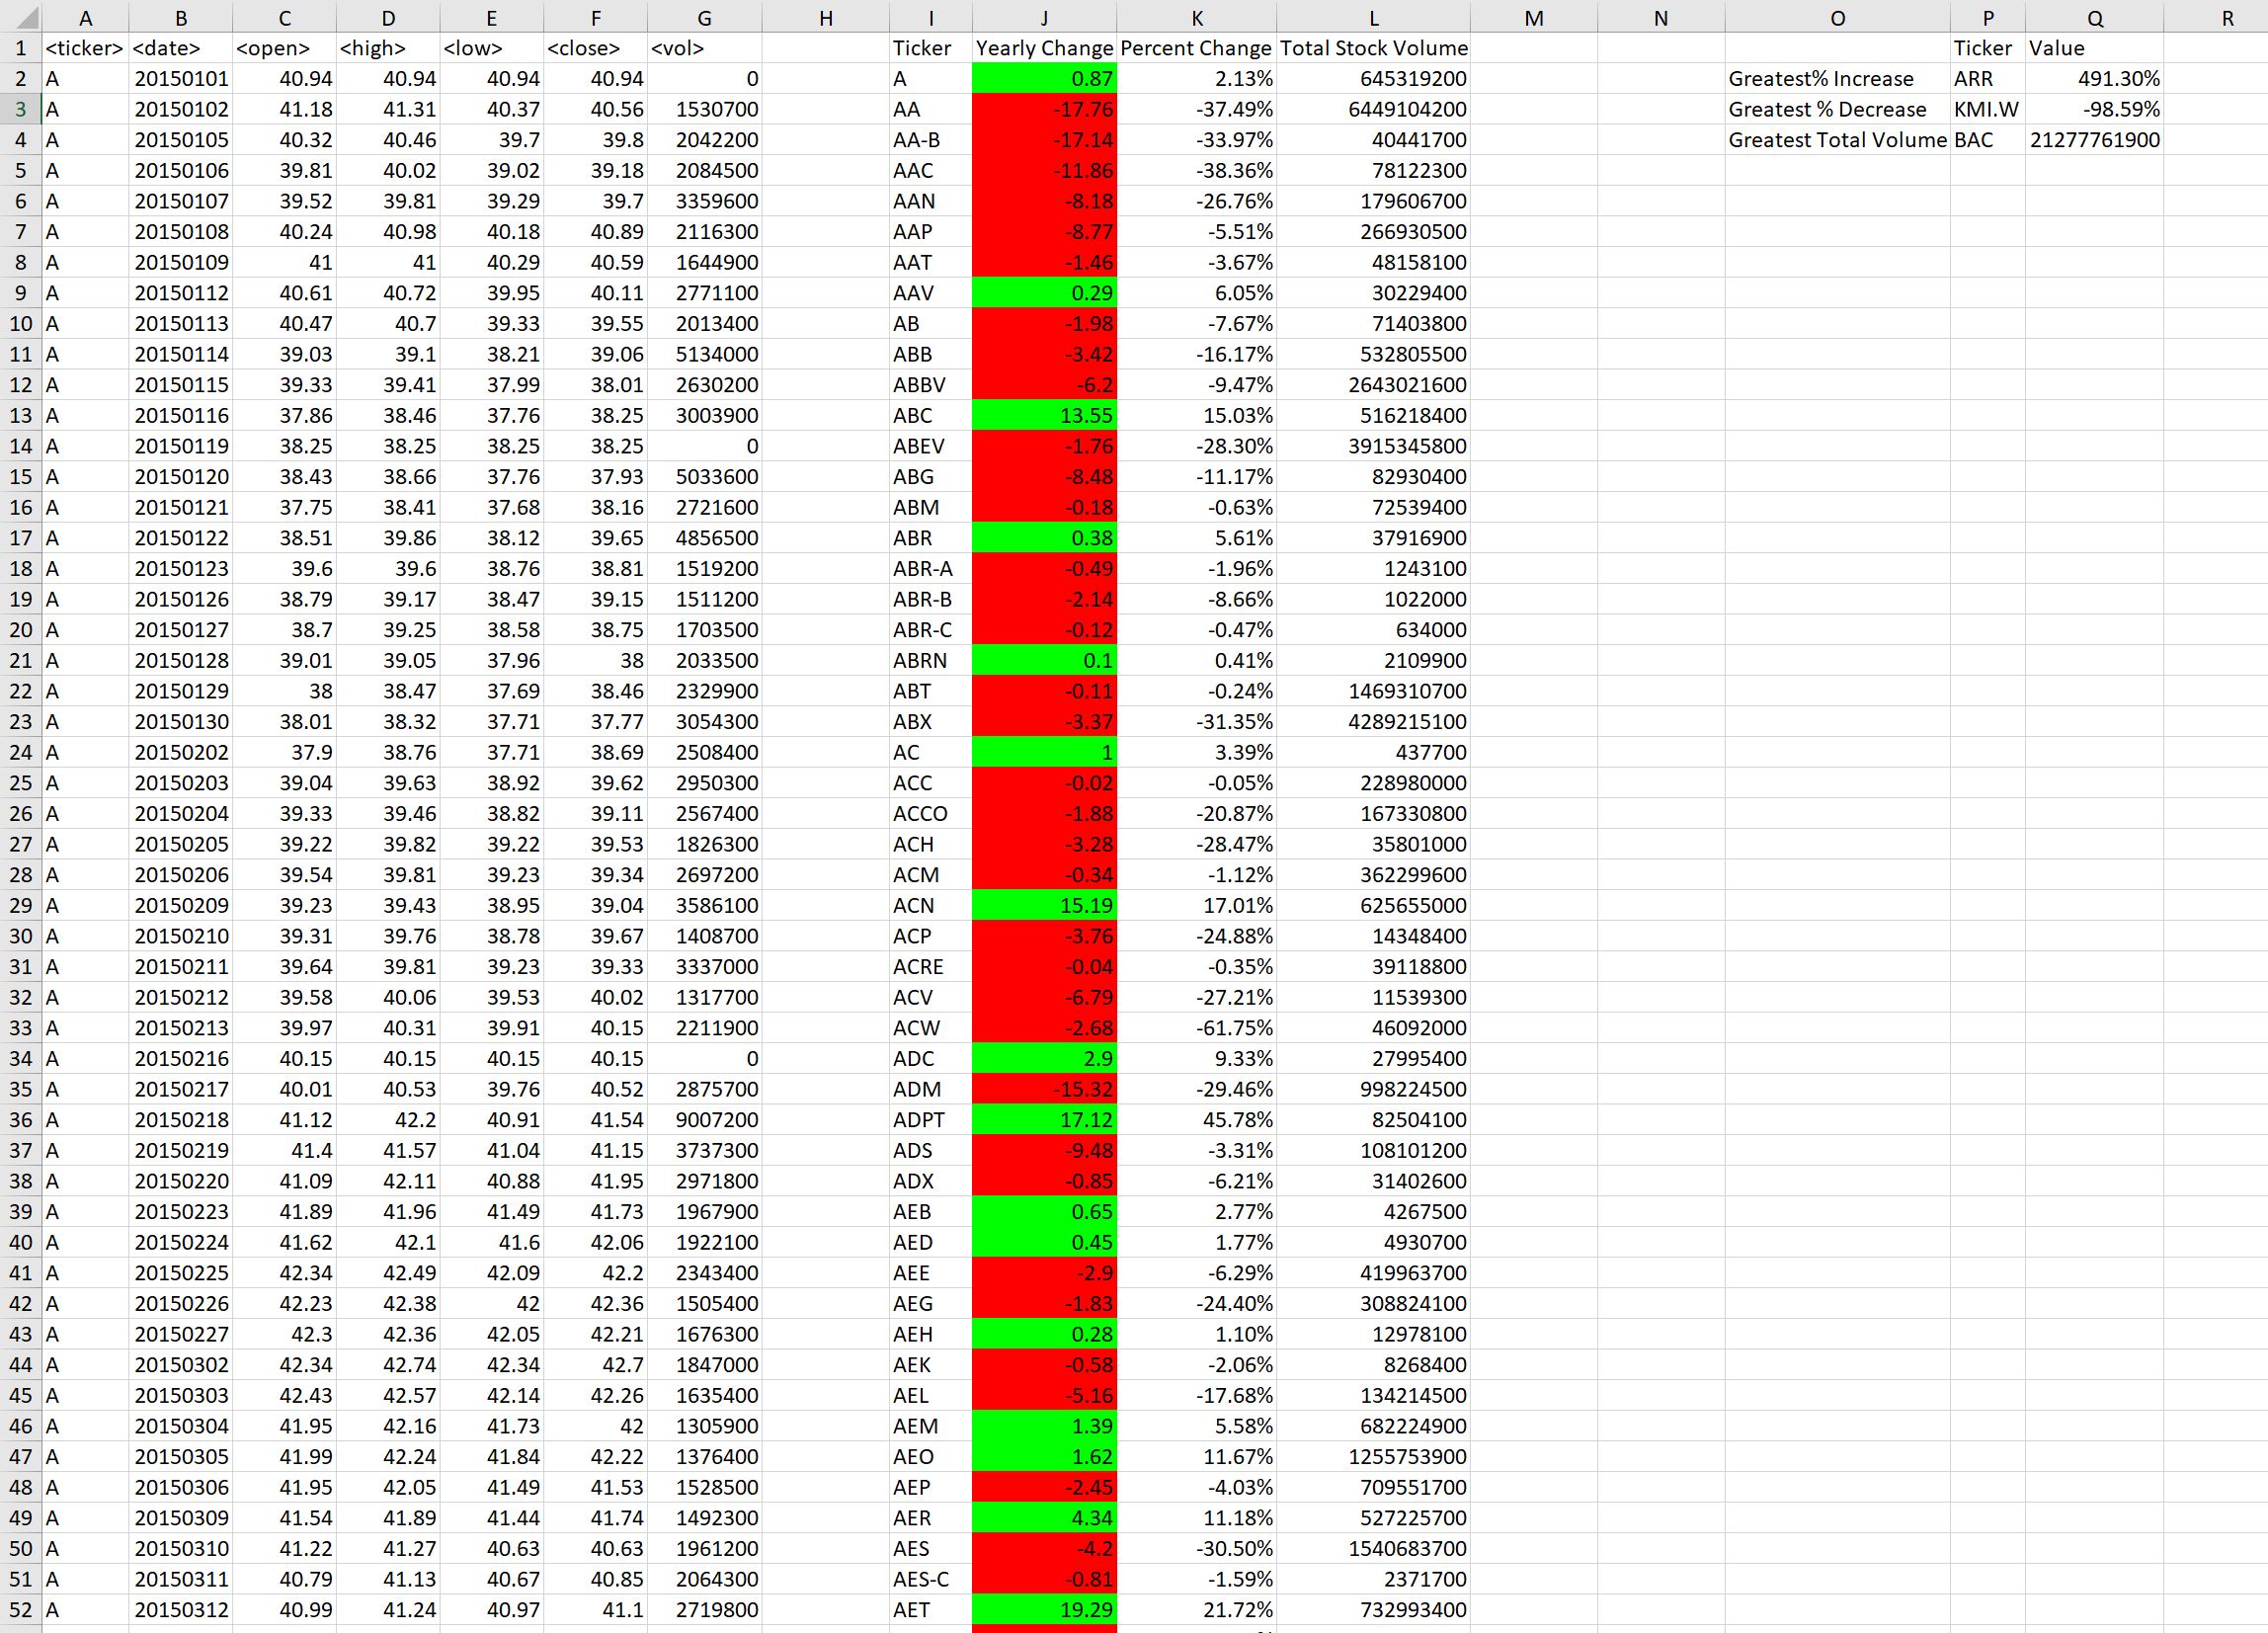 A B C D E F G H I J K L M N O P Q R
1 <ticker> <date> <open> <high> <low> <close> <vol> Ticker Yearly Change Percent Change Total Stock Volume Ticker Value
2 A 20150101 40.94 40.94 40.94 40.94 0 A 0.87 2.13% 645319200 Greatest% Increase ARR 491.30%
3 A 20150102 41.18 41.31 40.37 40.56 1530700 AA -17.76 -37.49% 6449104200 Greatest % Decrease KMI.W -98.59%
4 A 20150105 40.32 40.46 39.7 39.8 2042200 AA-B -17.14 -33.97% 40441700 Greatest Total Volume BAC 21277761900
5 A 20150106 39.81 40.02 39.02 39.18 2084500 AAC -11.86 -38.36% 78122300
6 A 20150107 39.52 39.81 39.29 39.7 3359600 AAN -8.18 -26.76% 179606700
7 A 20150108 40.24 40.98 40.18 40.89 2116300 AAP -8.77 -5.51% 266930500
8 A 20150109 41 41 40.29 40.59 1644900 AAT -1.46 -3.67% 48158100
9 A 20150112 40.61 40.72 39.95 40.11 2771100 AAV 0.29 6.05% 30229400
10 A 20150113 40.47 40.7 39.33 39.55 2013400 AB -1.98 -7.67% 71403800
11 A 20150114 39.03 39.1 38.21 39.06 5134000 ABB -3.42 -16.17% 532805500
12 A 20150115 39.33 39.41 37.99 38.01 2630200 ABBV -6.2 -9.47% 2643021600
13 A 20150116 37.86 38.46 37.76 38.25 3003900 ABC 13.55 15.03% 516218400
14 A 20150119 38.25 38.25 38.25 38.25 0 ABEV -1.76 -28.30% 3915345800
15 A 20150120 38.43 38.66 37.76 37.93 5033600 ABG -8.48 -11.17% 82930400
16 A 20150121 37.75 38.41 37.68 38.16 2721600 ABM -0.18 -0.63% 72539400
17 A 20150122 38.51 39.86 38.12 39.65 4856500 ABR 0.38 5.61% 37916900
18 A 20150123 39.6 39.6 38.76 38.81 1519200 ABR-A -0.49 -1.96% 1243100
19 A 20150126 38.79 39.17 38.47 39.15 1511200 ABR-B -2.14 -8.66% 1022000
20 A 20150127 38.7 39.25 38.58 38.75 1703500 ABR-C -0.12 -0.47% 634000
21 A 20150128 39.01 39.05 37.96 38 2033500 ABRN 0.1 0.41% 2109900
22 A 20150129 38 38.47 37.69 38.46 2329900 ABT -0.11 -0.24% 1469310700
23 A 20150130 38.01 38.32 37.71 37.77 3054300 ABX -3.37 -31.35% 4289215100
24 A 20150202 37.9 38.76 37.71 38.69 2508400 AC 1 3.39% 437700
25 A 20150203 39.04 39.63 38.92 39.62 2950300 ACC -0.02 -0.05% 228980000
26 A 20150204 39.33 39.46 38.82 39.11 2567400 ACCO -1.88 -20.87% 167330800
27 A 20150205 39.22 39.82 39.22 39.53 1826300 ACH -3.28 -28.47% 35801000
28 A 20150206 39.54 39.81 39.23 39.34 2697200 ACM -0.34 -1.12% 362299600
29 A 20150209 39.23 39.43 38.95 39.04 3586100 ACN 15.19 17.01% 625655000
30 A 20150210 39.31 39.76 38.78 39.67 1408700 ACP -3.76 -24.88% 14348400
31 A 20150211 39.64 39.81 39.23 39.33 3337000 ACRE -0.04 -0.35% 39118800
32 A 20150212 39.58 40.06 39.53 40.02 1317700 ACV -6.79 -27.21% 11539300
33 A 20150213 39.97 40.31 39.91 40.15 2211900 ACW -2.68 -61.75% 46092000
34 A 20150216 40.15 40.15 40.15 40.15 0 ADC 2.9 9.33% 27995400
35 A 20150217 40.01 40.53 39.76 40.52 2875700 ADM -15.32 -29.46% 998224500
36 A 20150218 41.12 42.2 40.91 41.54 9007200 ADPT 17.12 45.78% 82504100
37 A 20150219 41.4 41.57 41.04 41.15 3737300 ADS -9.48 -3.31% 108101200
38 A 20150220 41.09 42.11 40.88 41.95 2971800 ADX -0.85 -6.21% 31402600
39 A 20150223 41.89 41.96 41.49 41.73 1967900 AEB 0.65 2.77% 4267500
40 A 20150224 41.62 42.1 41.6 42.06 1922100 AED 0.45 1.77% 4930700
41 A 20150225 42.34 42.49 42.09 42.2 2343400 AEE -2.9 -6.29% 419963700
42 A 20150226 42.23 42.38 42 42.36 1505400 AEG -1.83 -24.40% 308824100
43 A 20150227 42.3 42.36 42.05 42.21 1676300 AEH 0.28 1.10% 12978100
44 A 20150302 42.34 42.74 42.34 42.7 1847000 AEK -0.58 -2.06% 8268400
45 A 20150303 42.43 42.57 42.14 42.26 1635400 AEL -5.16 -17.68% 134214500
46 A 20150304 41.95 42.16 41.73 42 1305900 AEM 1.39 5.58% 682224900
47 A 20150305 41.99 42.24 41.84 42.22 1376400 AEO 1.62 11.67% 1255753900
48 A 20150306 41.95 42.05 41.49 41.53 1528500 AEP -2.45 -4.03% 709551700
49 A 20150309 41.54 41.89 41.44 41.74 1492300 AER 4.34 11.18% 527225700
50 A 20150310 41.22 41.27 40.63 40.63 1961200 AES -4.2 -30.50% 1540683700
51 A 20150311 40.79 41.13 40.67 40.85 2064300 AES-C -0.81 -1.59% 2371700
52 A 20150312 40.99 41.24 40.97 41.1 2719800 AET 19.29 21.72% 732993400